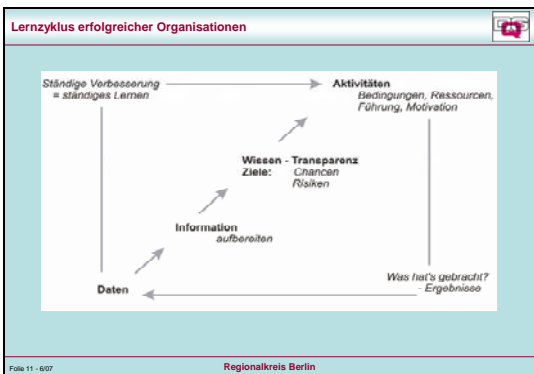 Lernzyklus erfolgreicher Organisationen
DGQ
Ständige Verbesserung
= ständiges Lernen
Aktivitäten
Bedingungen, Ressourcen,
Führung, Motivation
Wissen - Transparenz
Ziele: Chancen
Risiken
Information
aufbereiten
Daten
Was hat's gebracht?
- Ergebnisse
Folie 11 - 6/07
Regionalkreis Berlin